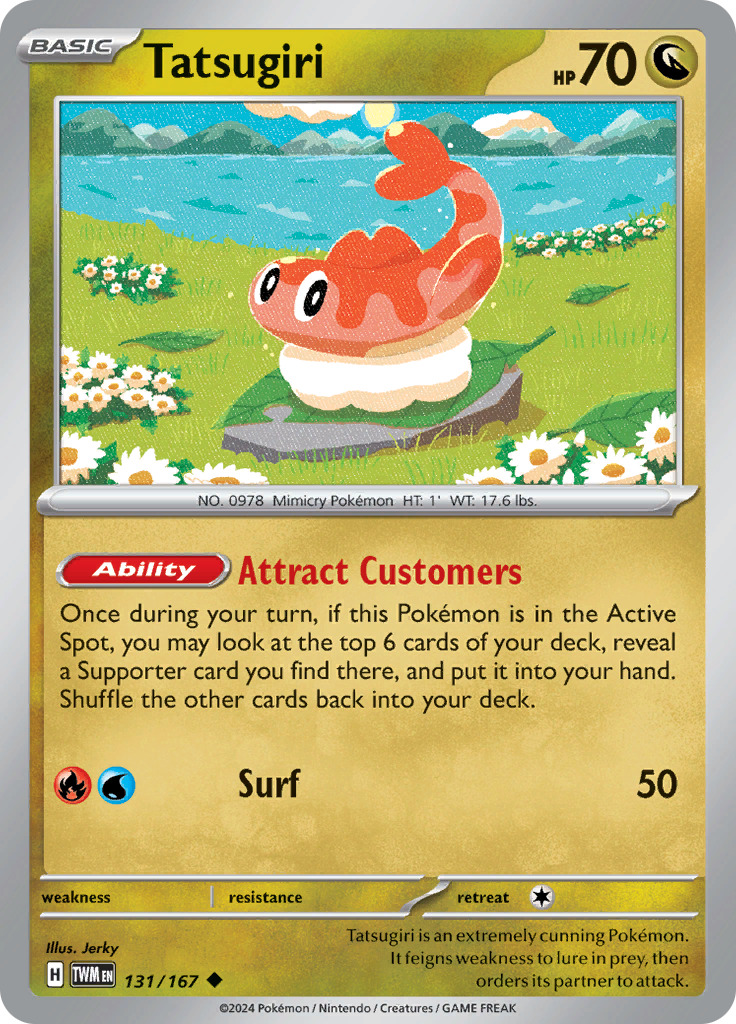 BASIC Tatsugiri HP 70
NO. 0978 Mimicry Pokémon HT: 1' WT: 17.6 lbs.
Ability Attract Customers
Once during your turn, if this Pokémon is in the Active
Spot, you may look at the top 6 cards of your deck, reveal
a Supporter card you find there, and put it into your hand.
Shuffle the other cards back into your deck.
Surf 50
weakness resistance retreat
Illus. Jerky
H TWM EN 131/167
Tatsugiri is an extremely cunning Pokémon.
It feigns weakness to lure in prey, then
orders its partner to attack.
©2024 Pokémon / Nintendo / Creatures / GAME FREAK